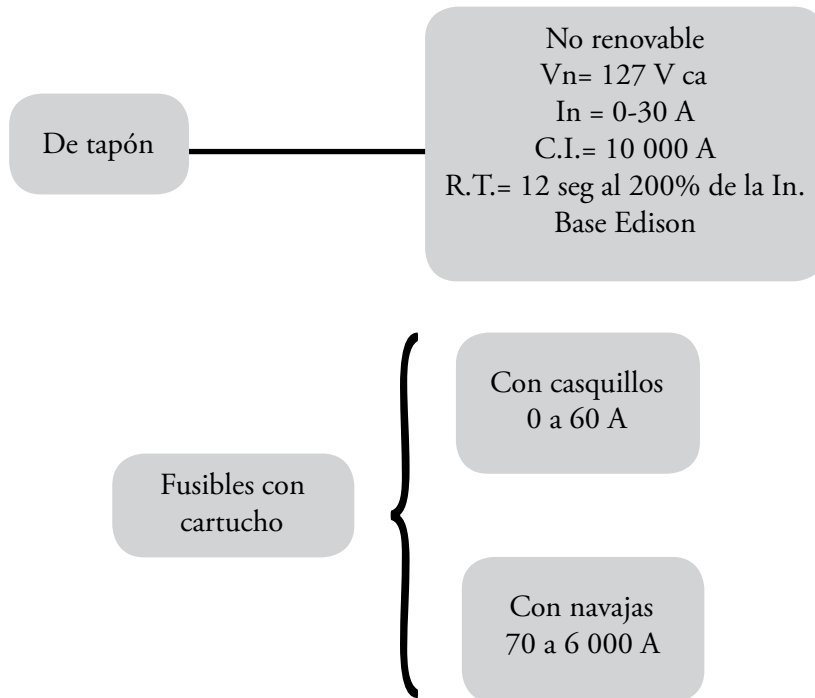 De tapón
No renovable
Vn= 127 V ca
In = 0-30 A
C.I.= 10 000 A
R.T.= 12 seg al 200% de la In.
Base Edison
Fusibles con
cartucho
Con casquillos
0 a 60 A
Con navajas
70 a 6 000 A